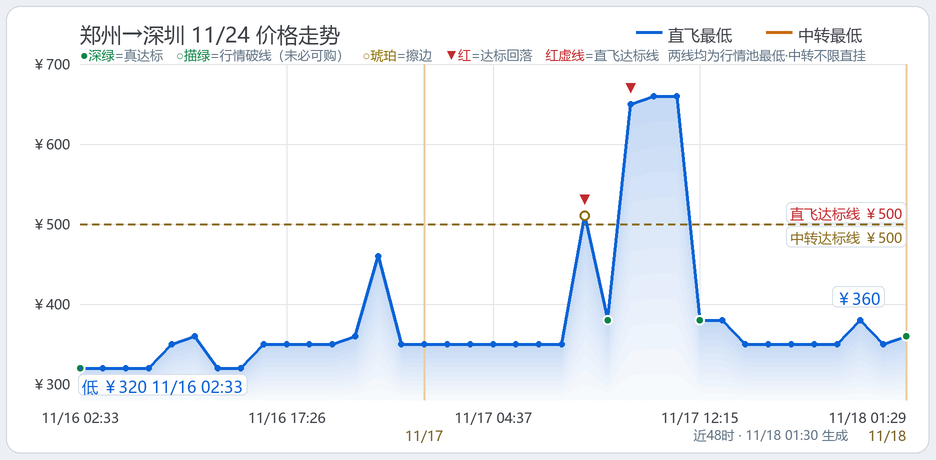 郑州→深圳 11/24 价格走势
直飞最低 中转最低
●深绿=真达标 ○描绿=行情破线（未必可购） ○琥珀=擦边 ▼红=达标回落 红虚线=直飞达标线 两线均为行情池最低·中转不限直挂
￥700
￥600
￥500
￥400
￥300
直飞达标线 ￥500
中转达标线 ￥500
￥360
低 ￥320 11/16 02:33
11/16 02:33 11/16 17:26 11/17 04:37 11/17 12:15 11/18 01:29
11/17 近48时 · 11/18 01:30 生成 11/18